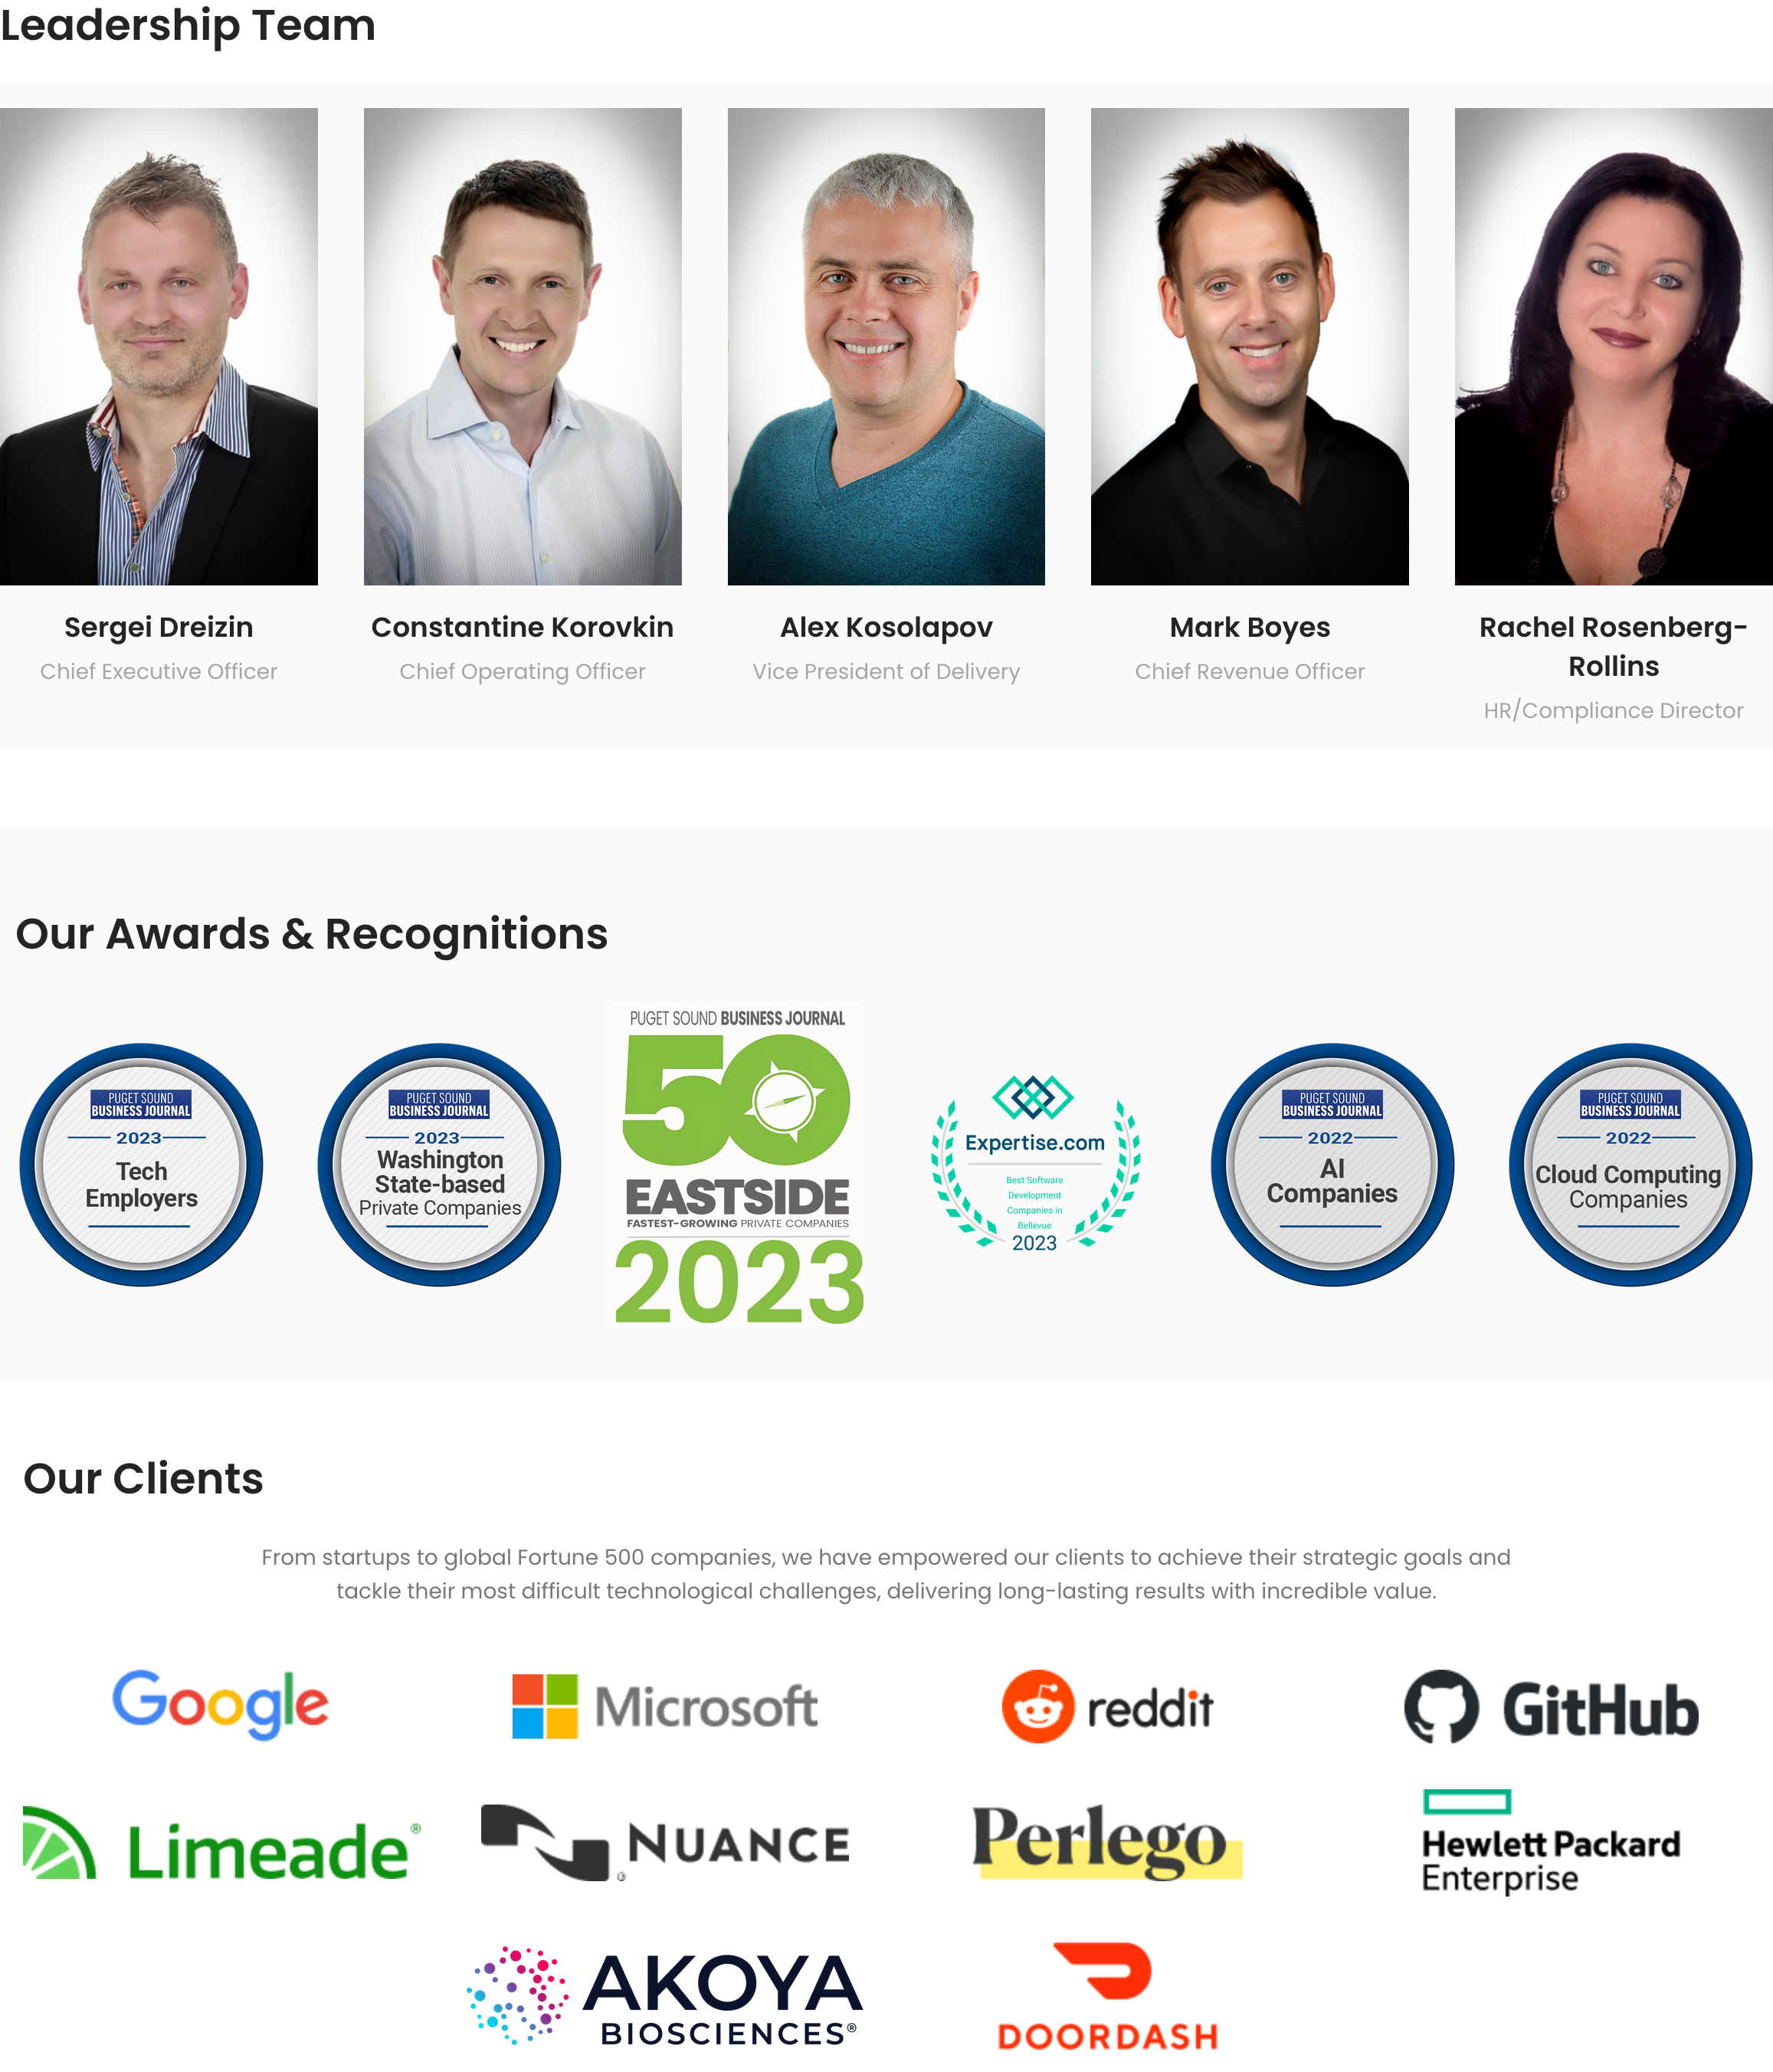 Leadership Team
Sergei Dreizin
Chief Executive Officer
Constantine Korovkin
Chief Operating Officer
Alex Kosolapov
Vice President of Delivery
Mark Boyes
Chief Revenue Officer
Rachel Rosenberg-
Rollins
HR/Compliance Director
Our Awards & Recognitions
PUGET SOUND
BUSINESS JOURNAL
2023
Tech
Employers
PUGET SOUND
BUSINESS JOURNAL
2023
Washington
State-based
Private Companies
PUGET SOUND BUSINESS JOURNAL
50
EASTSIDE
FASTEST-GROWING PRIVATE COMPANIES
2023
Expertise.com
Best Software
Development
Companies in
Bellevue
2023
PUGET SOUND
BUSINESS JOURNAL
2022
AI
Companies
PUGET SOUND
BUSINESS JOURNAL
2022
Cloud Computing
Companies
Our Clients
From startups to global Fortune 500 companies, we have empowered our clients to achieve their strategic goals and
tackle their most difficult technological challenges, delivering long-lasting results with incredible value.
Google
Microsoft
reddit
GitHub
Limeade®
NUANCE
Perlego
Hewlett Packard
Enterprise
AKOYA
BIOSCIENCES®
DOORDASH